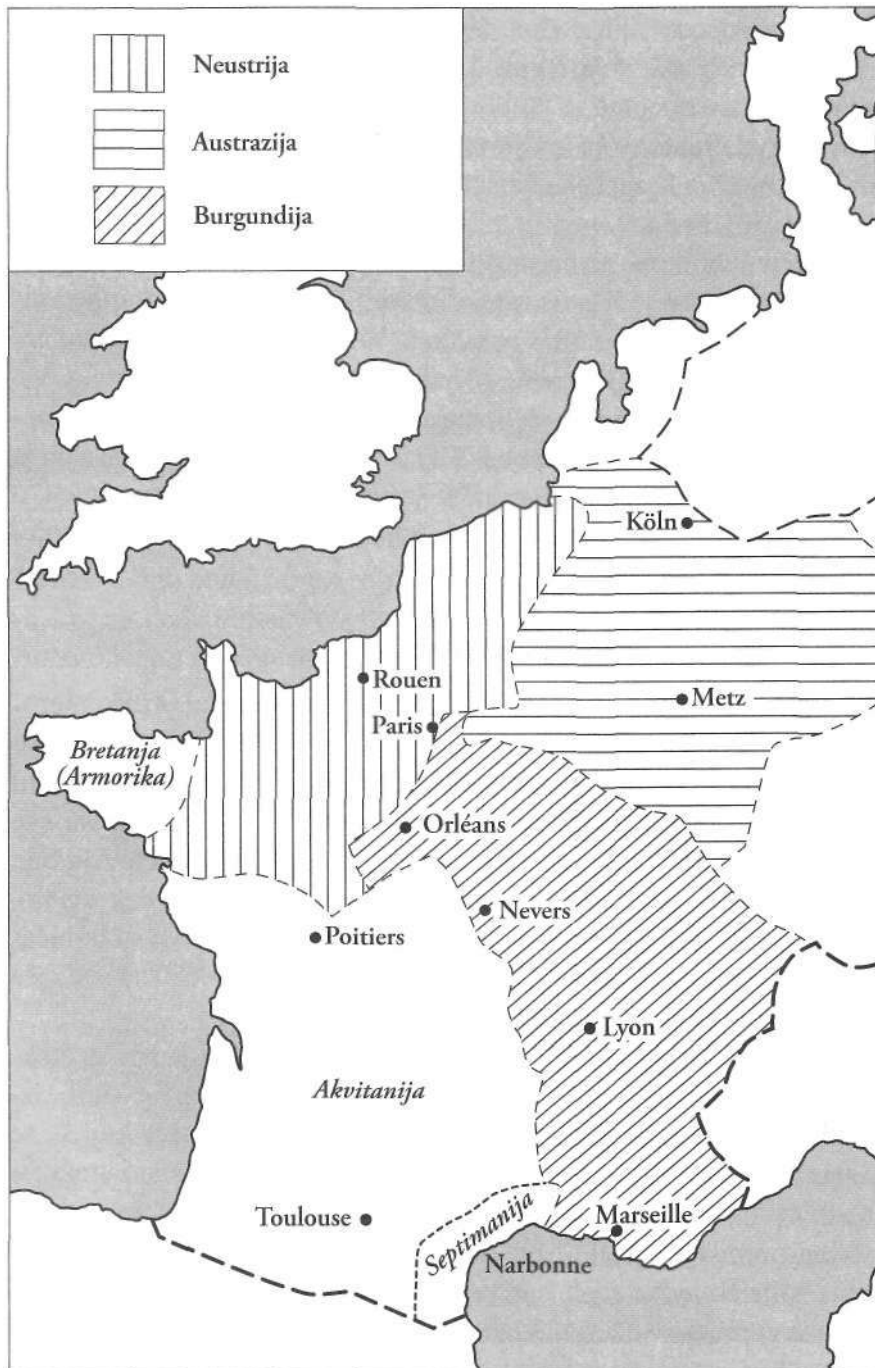 Neustrija
Austrazija
Burgundija
Köln
Rouen
Metz
Paris
Bretanja
(Armorika)
Orléans
Nevers
Poitiers
Lyon
Akvitanija
Septimanija
Toulouse
Marseille
Narbonne